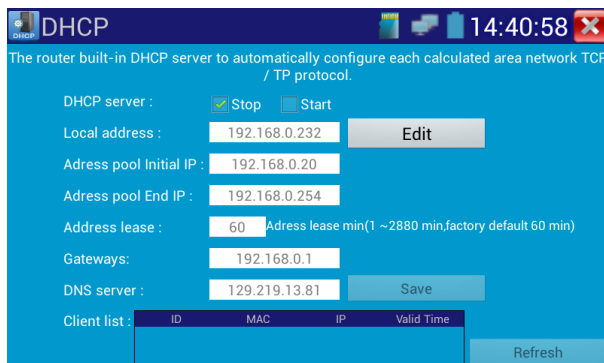 DHCP
DHCP 14:40:58
The router built-in DHCP server to automatically configure each calculated area network TCP
/ TP protocol.
DHCP server : Stop Start
Local address : 192.168.0.232 Edit
Adress pool Initial IP : 192.168.0.20
Adress pool End IP : 192.168.0.254
Address lease : 60 Adress lease min(1 ~2880 min,factory default 60 min)
Gateways: 192.168.0.1
DNS server : 129.219.13.81 Save
Client list : ID MAC IP Valid Time
Refresh